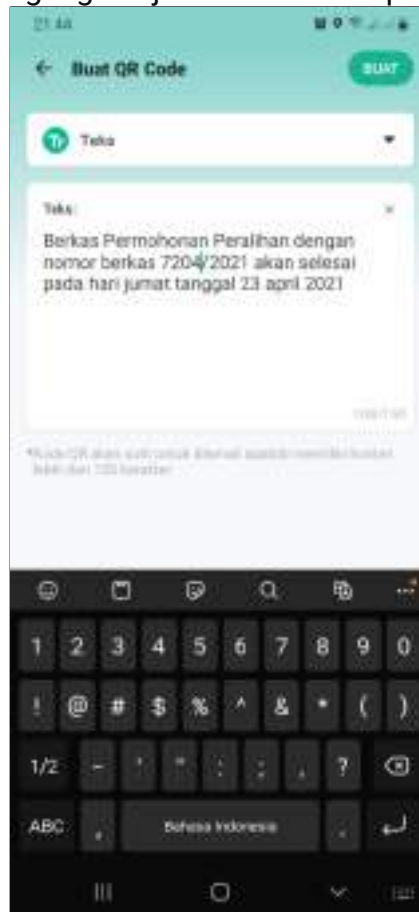 21.44
Buat QR Code
BUAT
Tr Teks
Teks:
Berkas Permohonan Peralihan dengan
nomor berkas 7204/2021 akan selesai
pada hari jumat tanggal 23 april 2021
1 2 3 4 5 6 7 8 9 0
! @ # $ % ^ & * ( )
1/2 - ' " : ; , ?
ABC , Bahasa Indonesia .